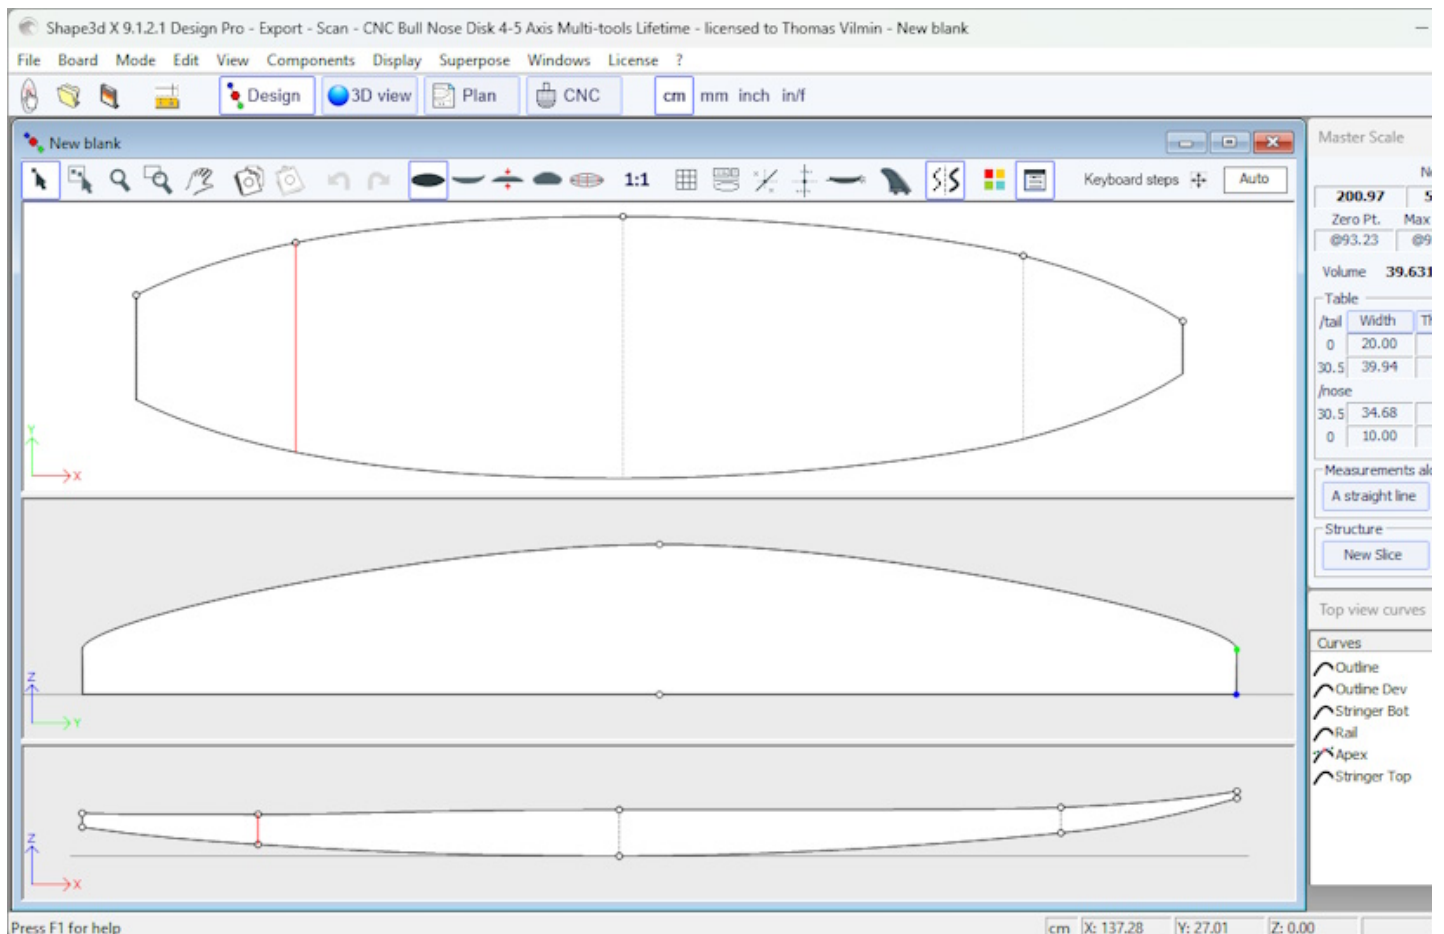 Shape3d X 9.1.2.1 Design Pro - Export - Scan - CNC Bull Nose Disk 4-5 Axis Multi-tools Lifetime - licensed to Thomas Vilmin - New blank
File Board Mode Edit View Components Display Superpose Windows License ?
Design 3D view Plan CNC cm mm inch in/f
New blank
1:1 Keyboard steps Auto
Master Scale
200.97
Zero Pt. Max
@93.23 @9
Volume 39.631
Table
/tail Width
0 20.00
30.5 39.94
/nose
30.5 34.68
0 10.00
Measurements
A straight line
Structure
New Slice
Top view curves
Curves
Outline
Outline Dev
Stringer Bot
Rail
Apex
Stringer Top
Y
X
Z
Y
Z
X
Press F1 for help
cm X: 137.28 Y: 27.01 Z: 0.00